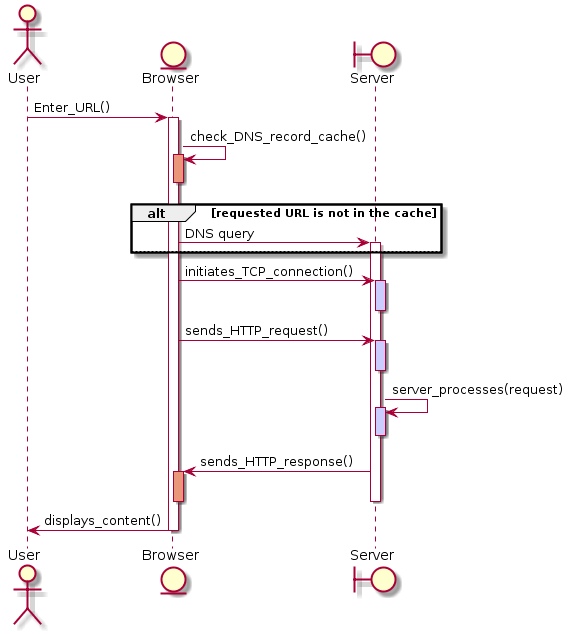 User
Browser
Server
Enter_URL()
check_DNS_record_cache()
alt [requested URL is not in the cache]
DNS query
initiates_TCP_connection()
sends_HTTP_request()
server_processes(request)
sends_HTTP_response()
displays_content()
User
Browser
Server